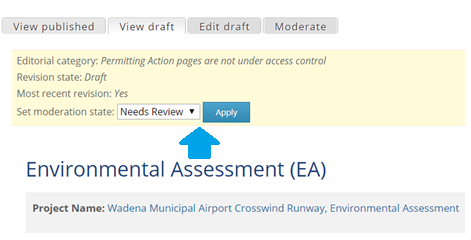 View published View draft Edit draft Moderate
Editorial category: Permitting Action pages are not under access control
Revision state: Draft
Most recent revision: Yes
Set moderation state: Needs Review Apply
Environmental Assessment (EA)
Project Name: Wadena Municipal Airport Crosswind Runway, Environmental Assessment